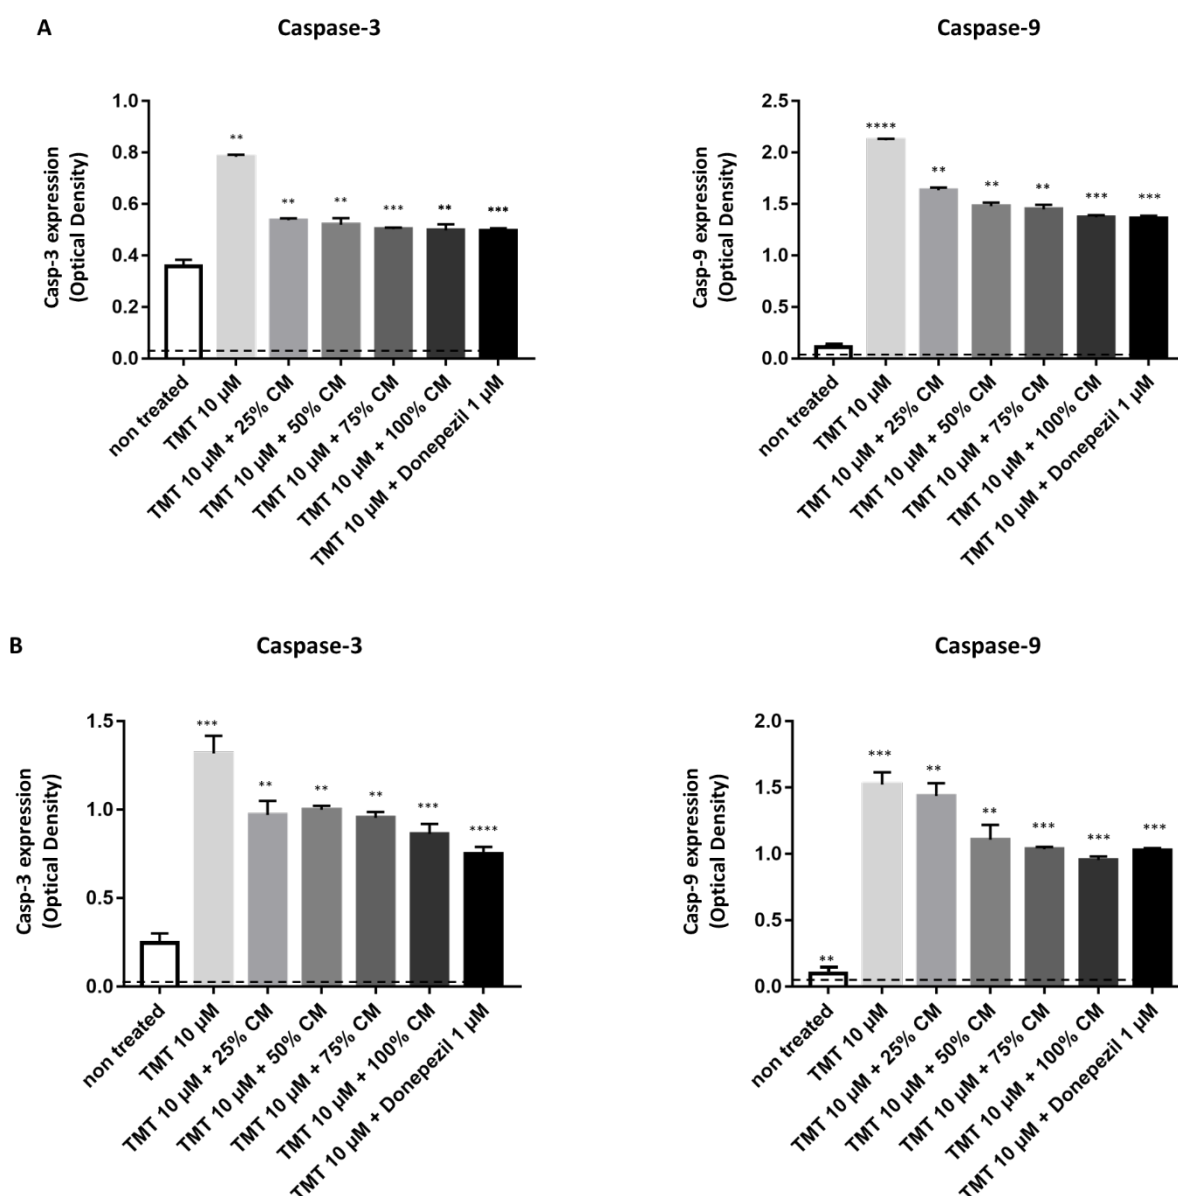 A
Caspase-3
Caspase-9
Casp-3 expression
(Optical Density)
1.0
0.8
0.6
0.4
0.2
0.0
**
**
**
***
**
***
non treated
TMT 10 µM
TMT 10 µM + 25% CM
TMT 10 µM + 50% CM
TMT 10 µM + 75% CM
TMT 10 µM + 100% CM
TMT 10 µM + Donepezil 1 µM
Casp-9 expression
(Optical Density)
2.5
2.0
1.5
1.0
0.5
0.0
****
**
**
**
***
***
non treated
TMT 10 µM
TMT 10 µM + 25% CM
TMT 10 µM + 50% CM
TMT 10 µM + 75% CM
TMT 10 µM + 100% CM
TMT 10 µM + Donepezil 1 µM
B
Caspase-3
Caspase-9
Casp-3 expression
(Optical Density)
1.5
1.0
0.5
0.0
***
**
**
**
***
****
non treated
TMT 10 µM
TMT 10 µM + 25% CM
TMT 10 µM + 50% CM
TMT 10 µM + 75% CM
TMT 10 µM + 100% CM
TMT 10 µM + Donepezil 1 µM
Casp-9 expression
(Optical Density)
2.0
1.5
1.0
0.5
0.0
**
***
**
**
***
***
***
non treated
TMT 10 µM
TMT 10 µM + 25% CM
TMT 10 µM + 50% CM
TMT 10 µM + 75% CM
TMT 10 µM + 100% CM
TMT 10 µM + Donepezil 1 µM